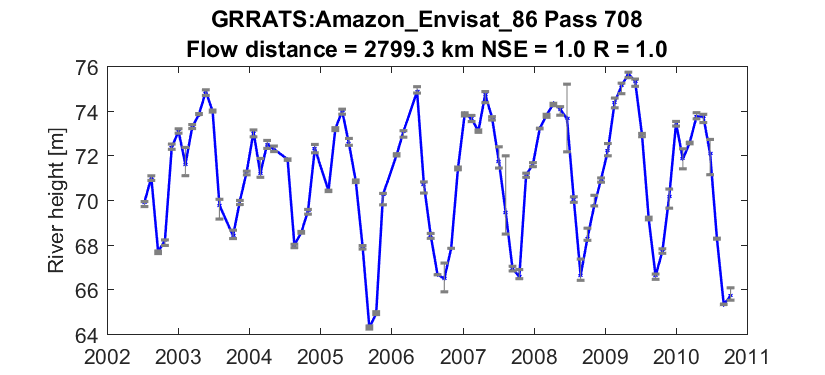 GRRATS:Amazon_Envisat_86 Pass 708
Flow distance = 2799.3 km NSE = 1.0 R = 1.0
River height [m]
76
74
72
70
68
66
64
2002 2003 2004 2005 2006 2007 2008 2009 2010 2011